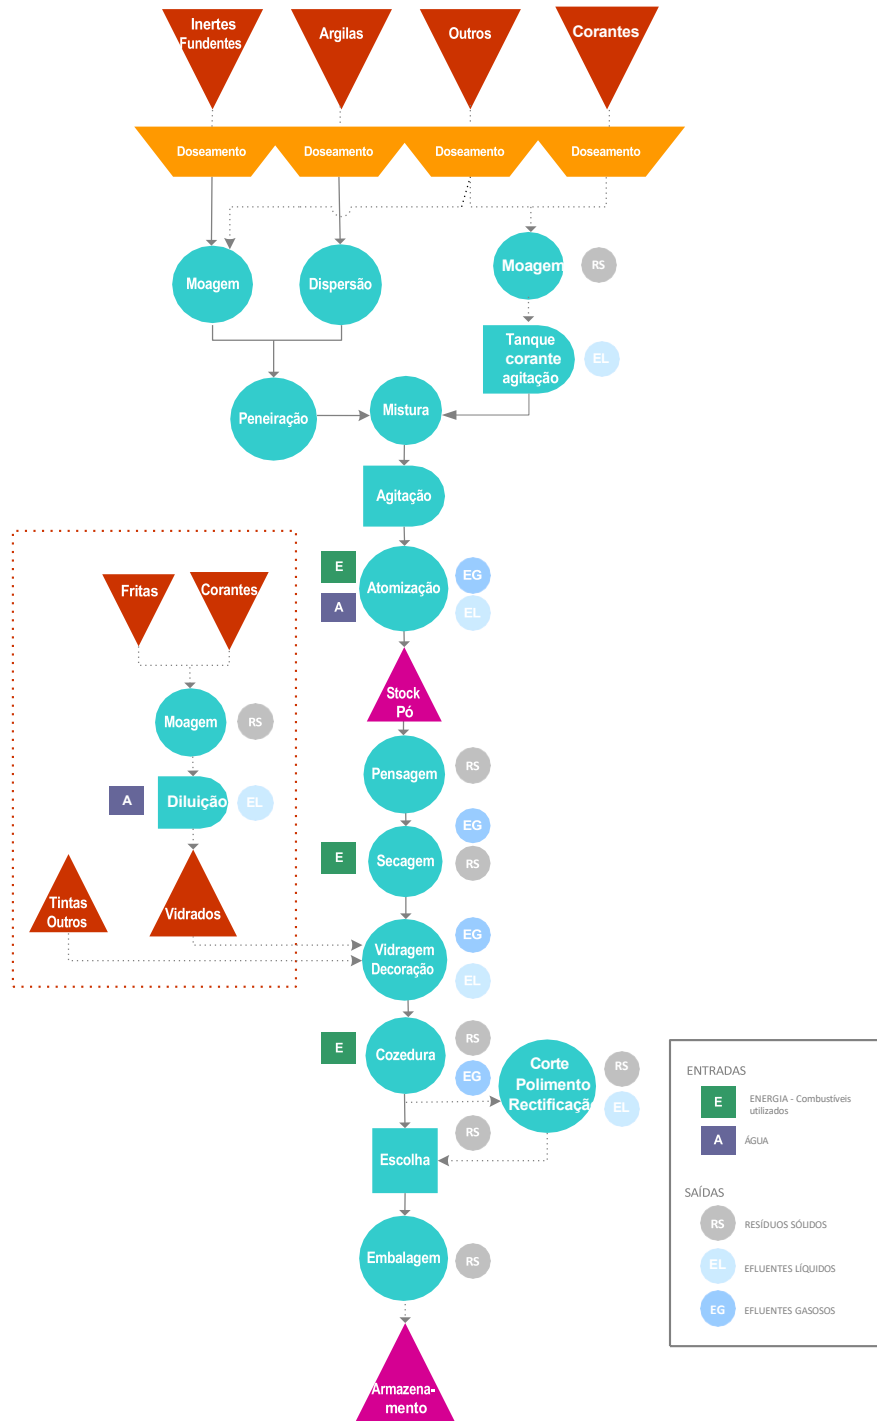 Inertes
Fundentes
Argilas
Outros
Corantes
Doseamento
Doseamento
Doseamento
Doseamento
Moagem
Dispersão
Moagem
RS
Tanque
corante
agitação
EL
Peneiração
Mistura
Agitação
E
A
Atomização
EG
EL
Fritas
Corantes
Stock
Pó
Moagem
RS
Pensagem
RS
A
Diluição
EL
E
Secagem
EG
RS
Tintas
Outros
Vidrados
Vidragem
Decoração
EG
EL
E
Cozedura
RS
EG
Corte
Polimento
Rectificação
RS
EL
Escolha
RS
Embalagem
RS
Armazena-
mento
ENTRADAS
E
ENERGIA - Combustíveis
utilizados
A
ÁGUA
SAÍDAS
RS
RESÍDUOS SÓLIDOS
EL
EFLUENTES LÍQUIDOS
EG
EFLUENTES GASOSOS